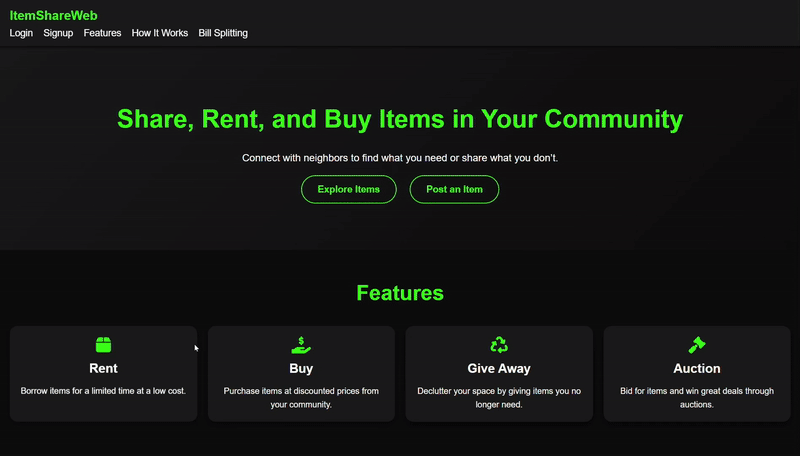 ItemShareWeb
Login Signup Features How It Works Bill Splitting
Share, Rent, and Buy Items in Your Community
Connect with neighbors to find what you need or share what you don't.
Explore Items Post an Item
Features
Rent
Borrow items for a limited time at a low cost.
Buy
Purchase items at discounted prices from
your community.
Give Away
Declutter your space by giving items you no
longer need.
Auction
Bid for items and win great deals through
auctions.